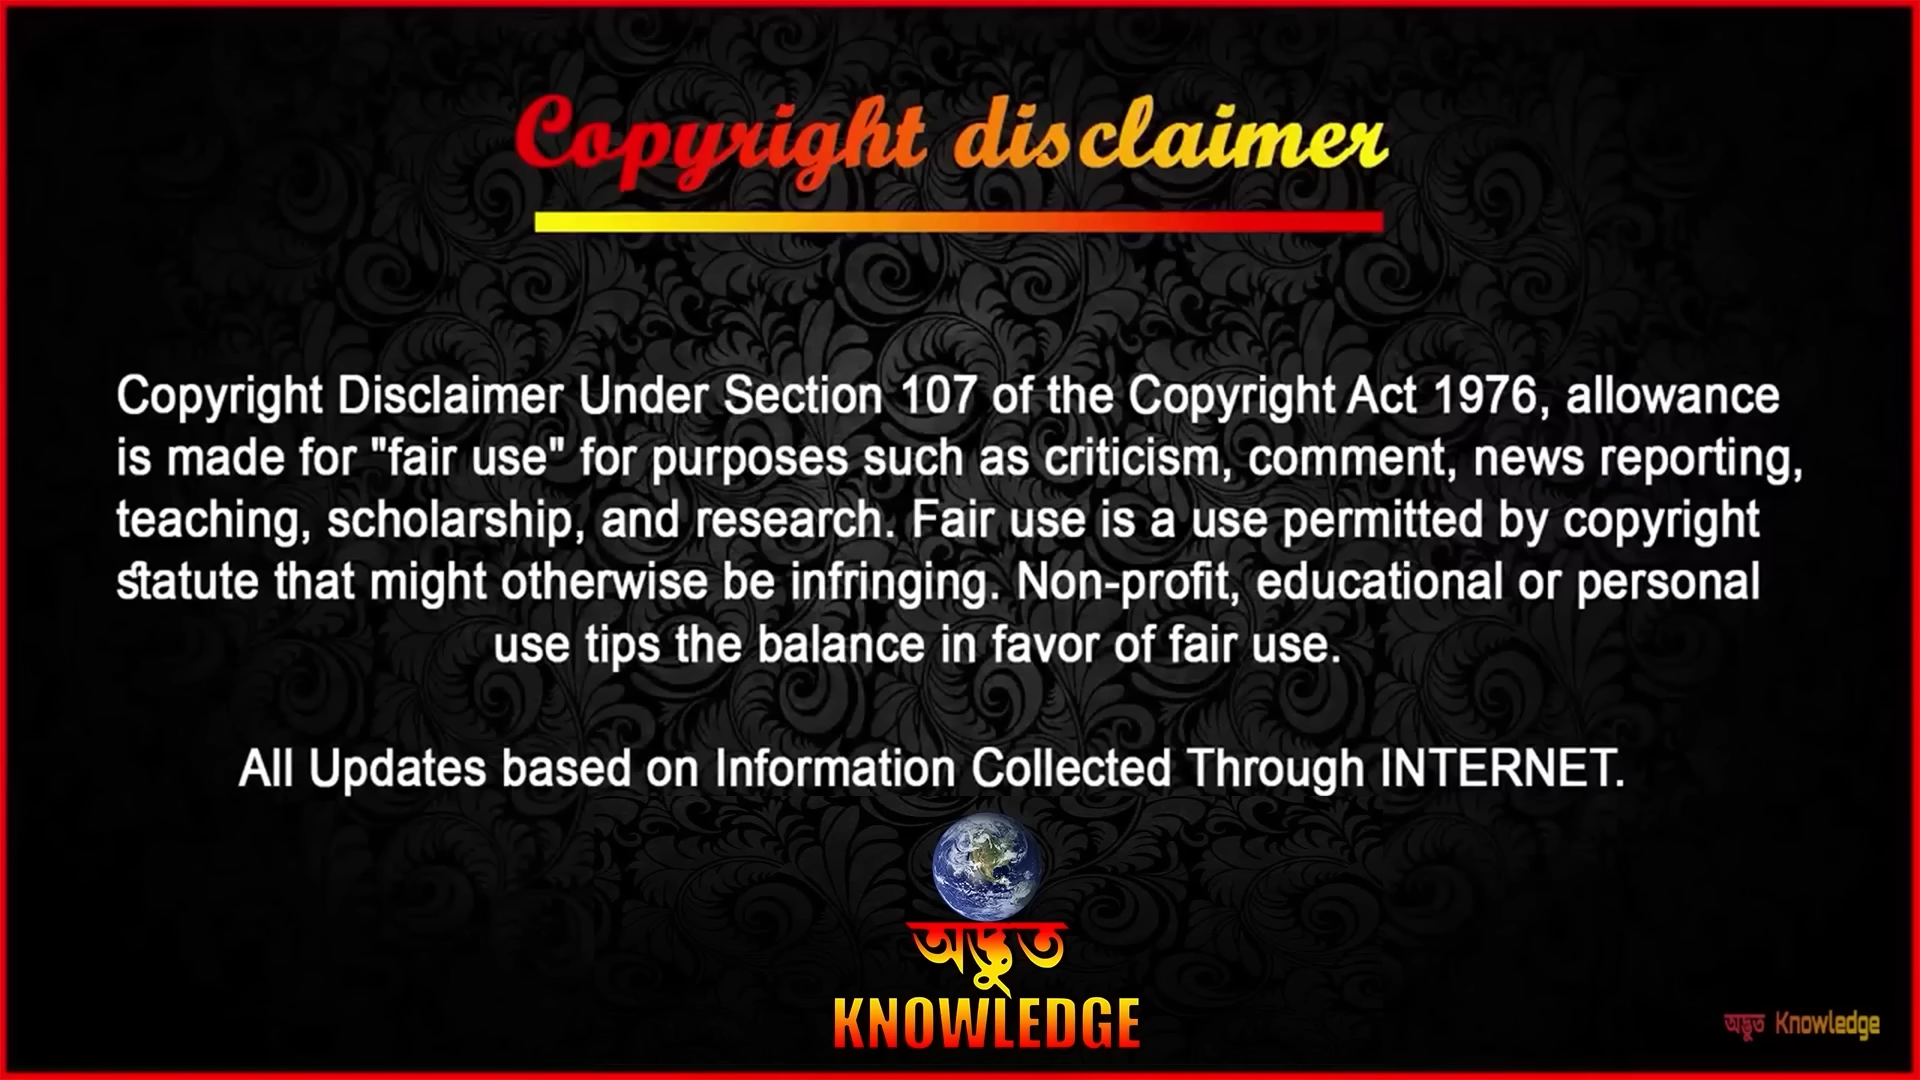 Copyright disclaimer
Copyright Disclaimer Under Section 107 of the Copyright Act 1976, allowance
is made for "fair use" for purposes such as criticism, comment, news reporting,
teaching, scholarship, and research. Fair use is a use permitted by copyright
statute that might otherwise be infringing. Non-profit, educational or personal
use tips the balance in favor of fair use.
All Updates based on Information Collected Through INTERNET.
অদ্ভুত
KNOWLEDGE
অদ্ভুত Knowledge